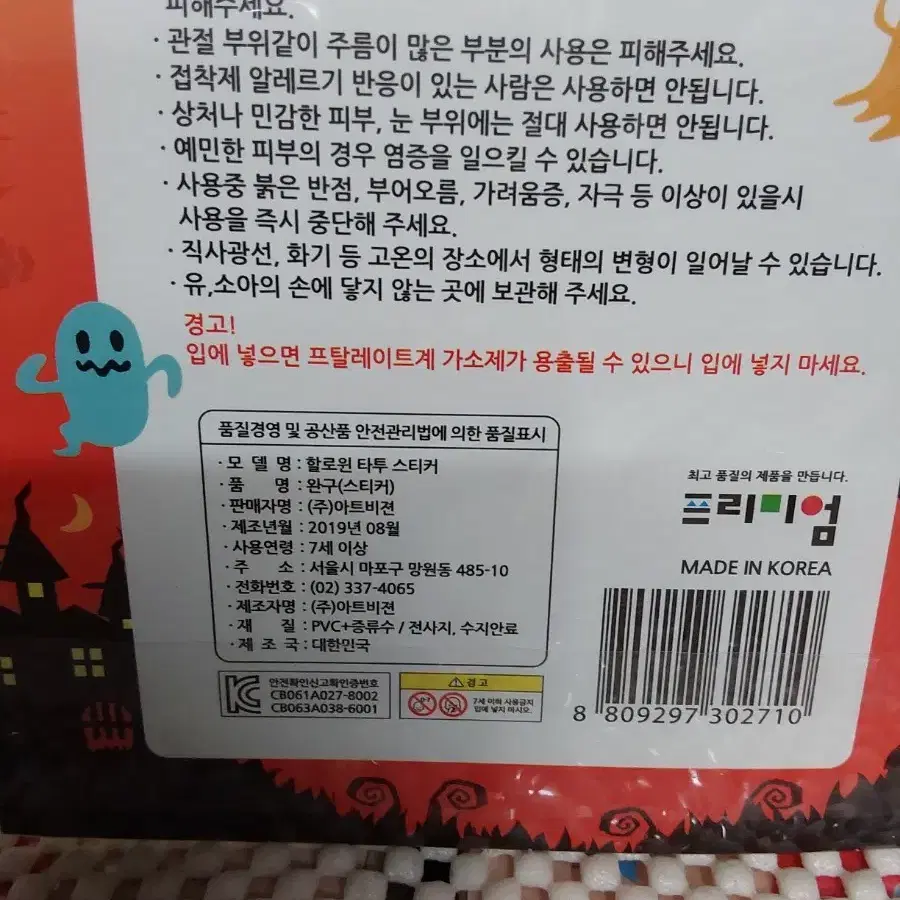 피해주세요.
· 관절 부위같이 주름이 많은 부분의 사용은 피해주세요.
· 접착제 알레르기 반응이 있는 사람은 사용하면 안됩니다.
· 상처나 민감한 피부, 눈 부위에는 절대 사용하면 안됩니다.
· 예민한 피부의 경우 염증을 일으킬 수 있습니다.
· 사용중 붉은 반점, 부어오름, 가려움증, 자극 등 이상이 있을시
사용을 즉시 중단해 주세요.
· 직사광선, 화기 등 고온의 장소에서 형태의 변형이 일어날 수 있습니다.
· 유,소아의 손에 닿지 않는 곳에 보관해 주세요.
경고!
입에 넣으면 프탈레이트계 가소제가 용출될 수 있으니 입에 넣지 마세요.
품질경영 및 공산품 안전관리법에 의한 품질표시
· 모 델 명 : 할로윈 타투 스티커
· 품 명 : 완구(스티커)
· 판매자명 : (주)아트비젼
· 제조년월 : 2019년 08월
· 사용연령 : 7세 이상
· 주 소 : 서울시 마포구 망원동 485-10
· 전화번호 : (02) 337-4065
· 제조자명 : (주)아트비젼
· 재 질 : PVC+증류수 / 전사지, 수지안료
· 제 조 국 : 대한민국
안전확인신고확인증번호
CB061A027-8002
CB063A038-6001
경고
7세 이하 사용금지
입에 넣지 마시오.
최고 품질의 제품을 만듭니다.
프리미엄
MADE IN KOREA
8 809297 302710